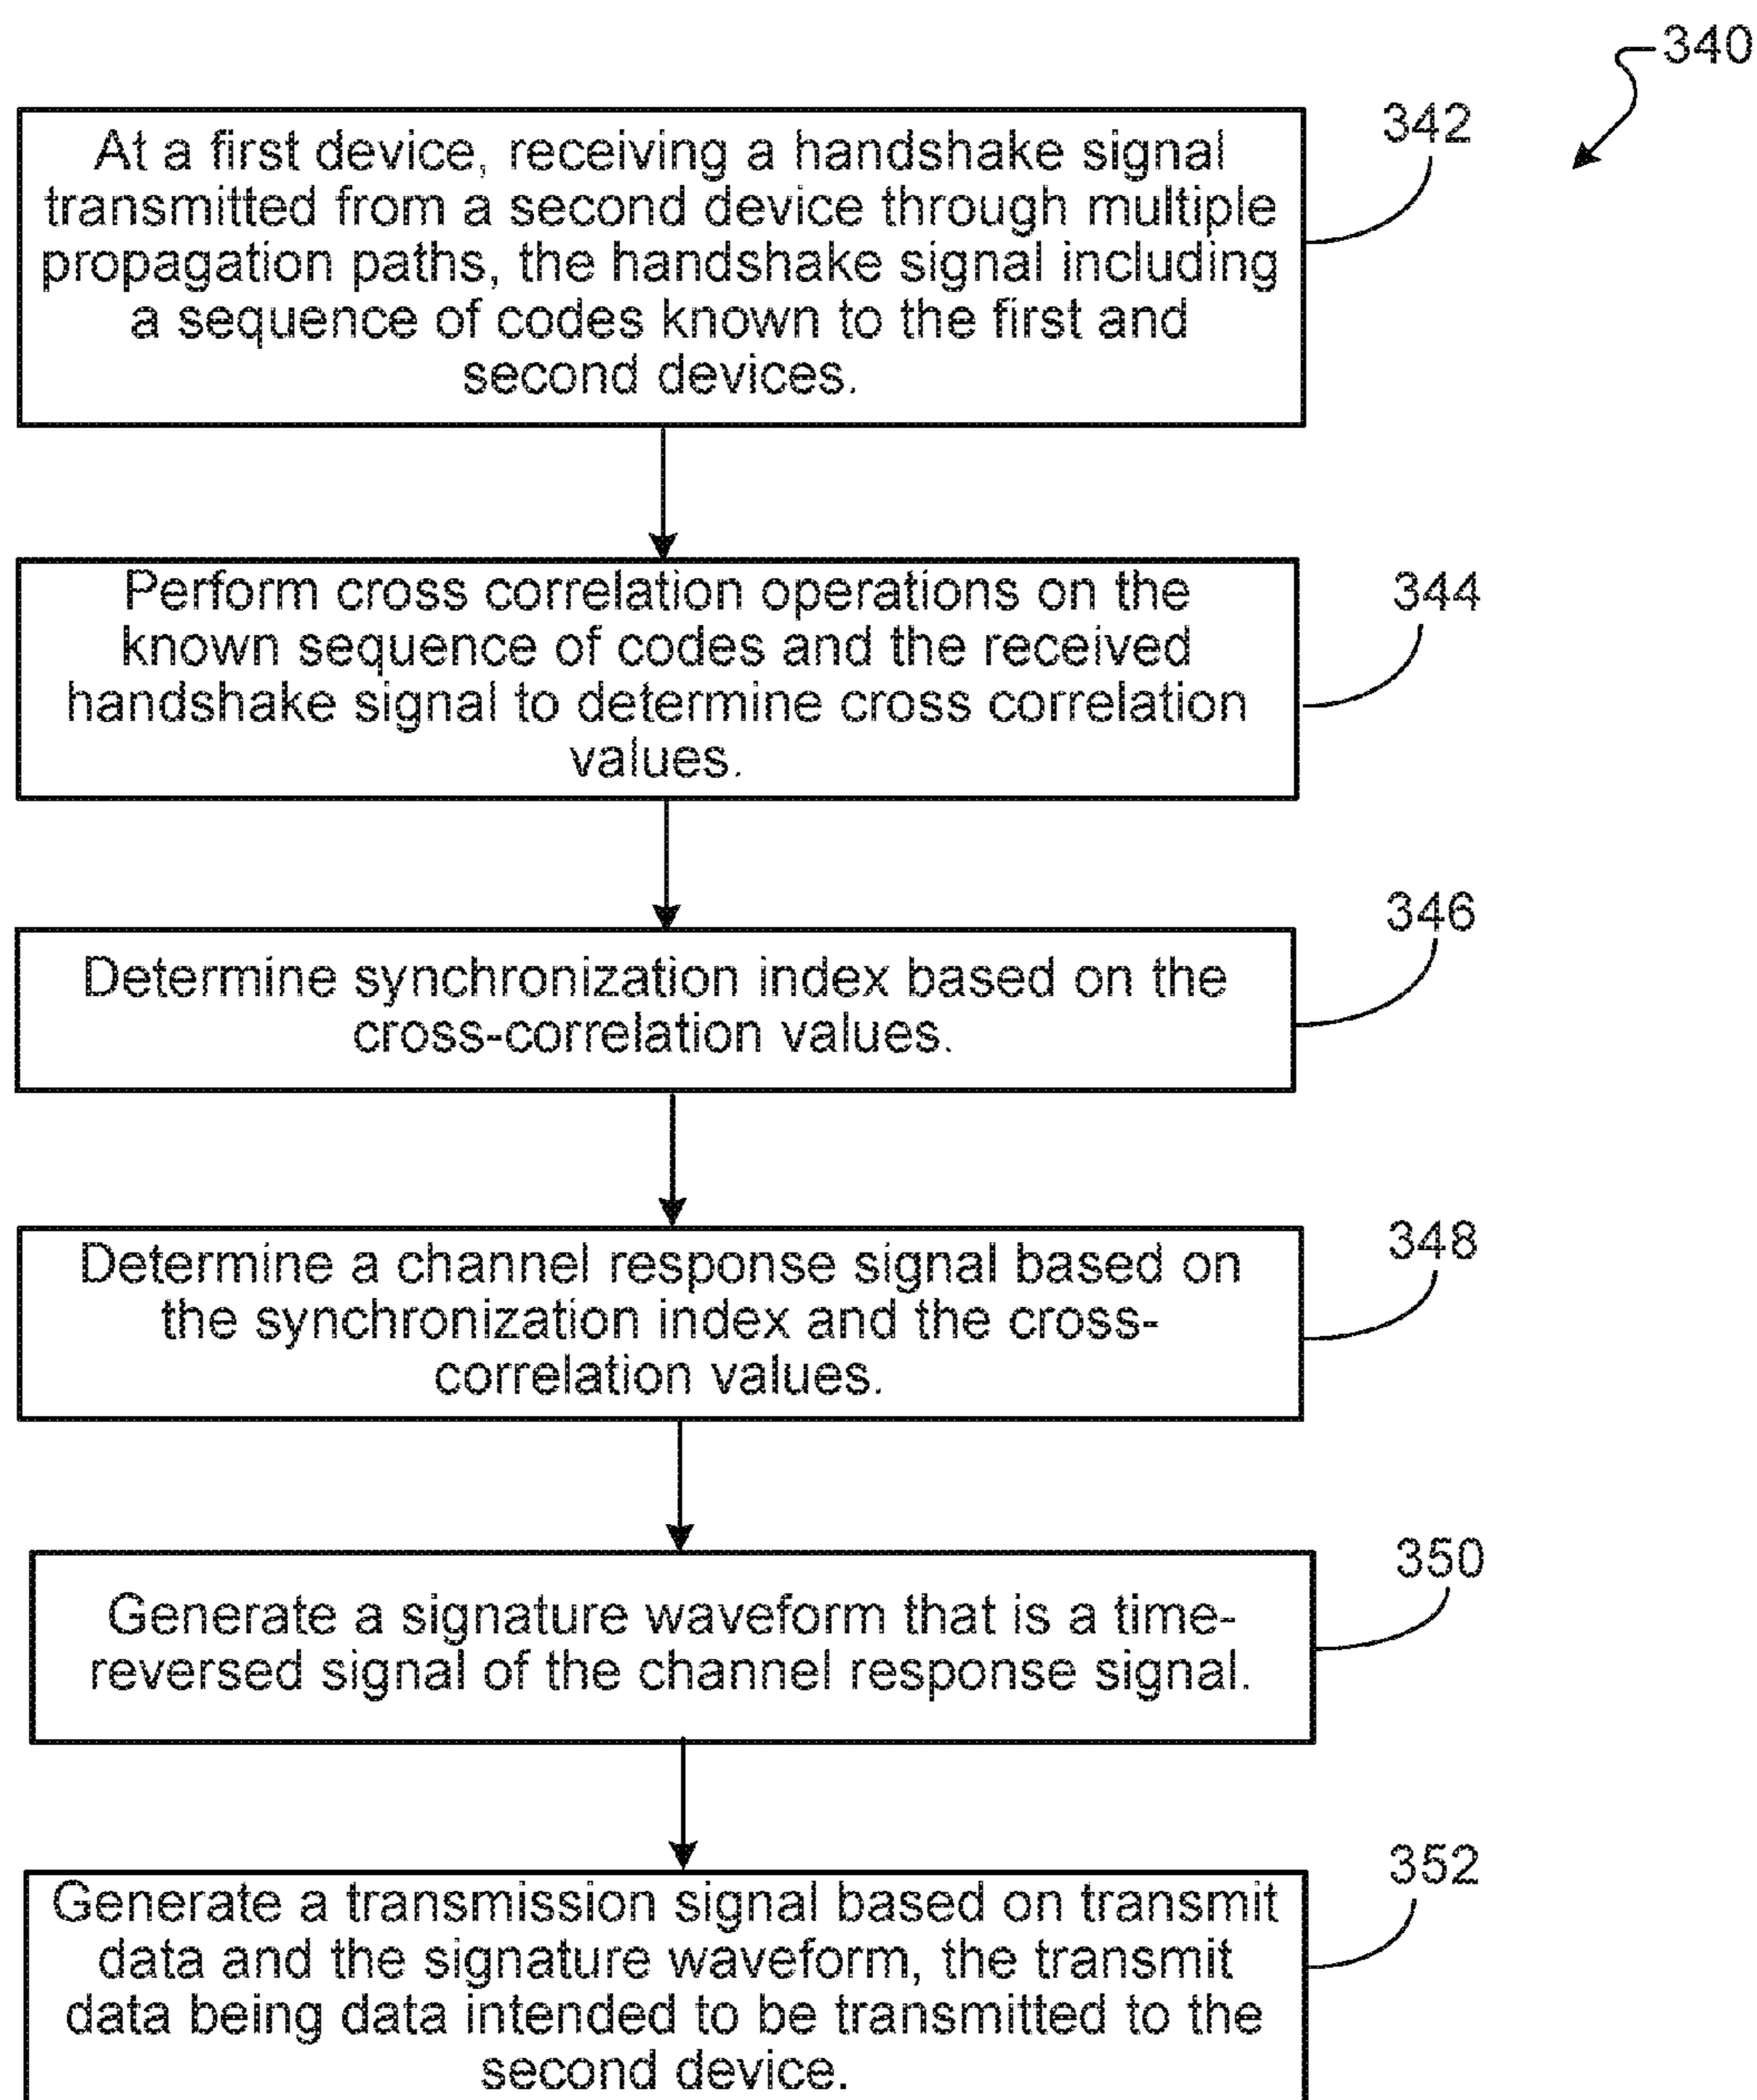 340
342
At a first device, receiving a handshake signal
transmitted from a second device through multiple
propagation paths, the handshake signal including
a sequence of codes known to the first and
second devices.
344
Perform cross correlation operations on the
known sequence of codes and the received
handshake signal to determine cross correlation
values.
346
Determine synchronization index based on the
cross-correlation values.
348
Determine a channel response signal based on
the synchronization index and the cross-
correlation values.
350
Generate a signature waveform that is a time-
reversed signal of the channel response signal.
352
Generate a transmission signal based on transmit
data and the signature waveform, the transmit
data being data intended to be transmitted to the
second device.